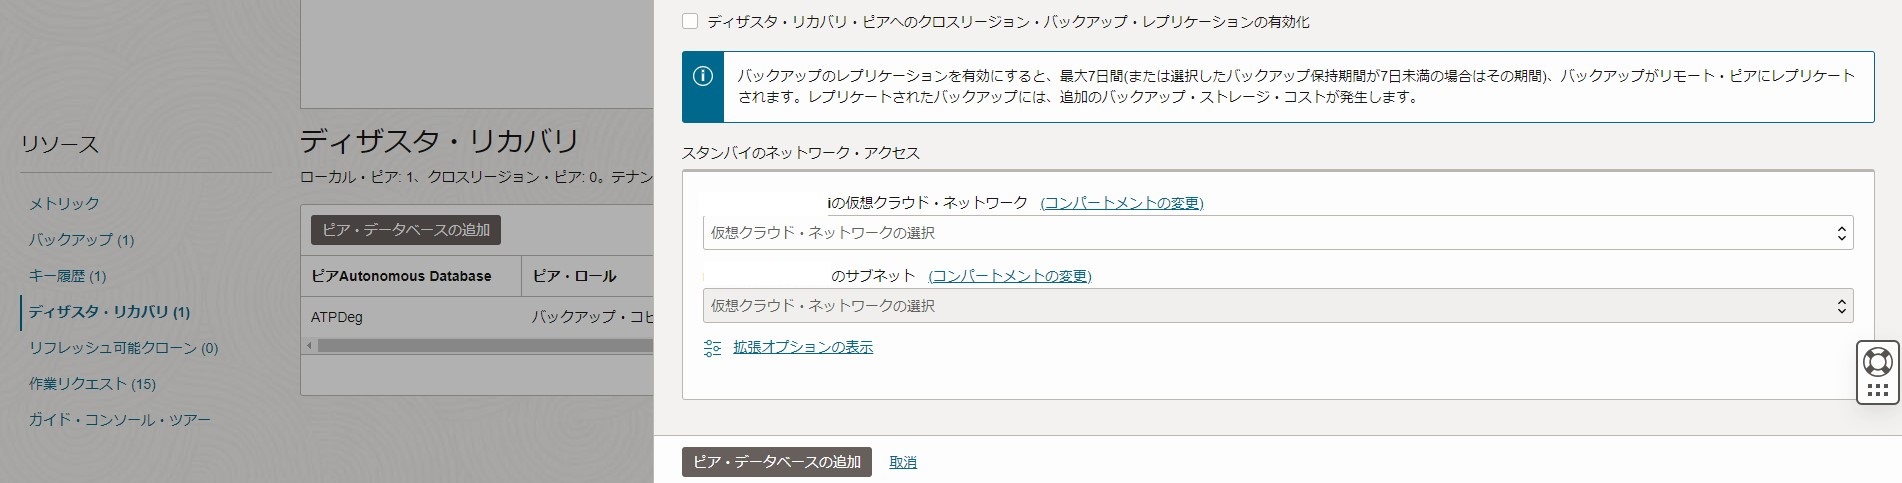 リソース
メトリック
バックアップ (1)
キー履歴 (1)
ディザスタ・リカバリ (1)
リフレッシュ可能クローン (0)
作業リクエスト (15)
ガイド・コンソール・ツアー
ディザスタ・リカバリ
ローカル・ピア: 1、クロスリージョン・ピア: 0。テナン
ピア・データベースの追加
ピアAutonomous Database ピア・ロール
ATPDeg バックアップ・コピ
ディザスタ・リカバリ・ピアへのクロスリージョン・バックアップ・レプリケーションの有効化
バックアップのレプリケーションを有効にすると、最大7日間(または選択したバックアップ保持期間が7日未満の場合はその期間)、バックアップがリモート・ピアにレプリケート
されます。レプリケートされたバックアップには、追加のバックアップ・ストレージ・コストが発生します。
スタンバイのネットワーク・アクセス
iの仮想クラウド・ネットワーク (コンパートメントの変更)
仮想クラウド・ネットワークの選択
のサブネット (コンパートメントの変更)
仮想クラウド・ネットワークの選択
拡張オプションの表示
ピア・データベースの追加 取消